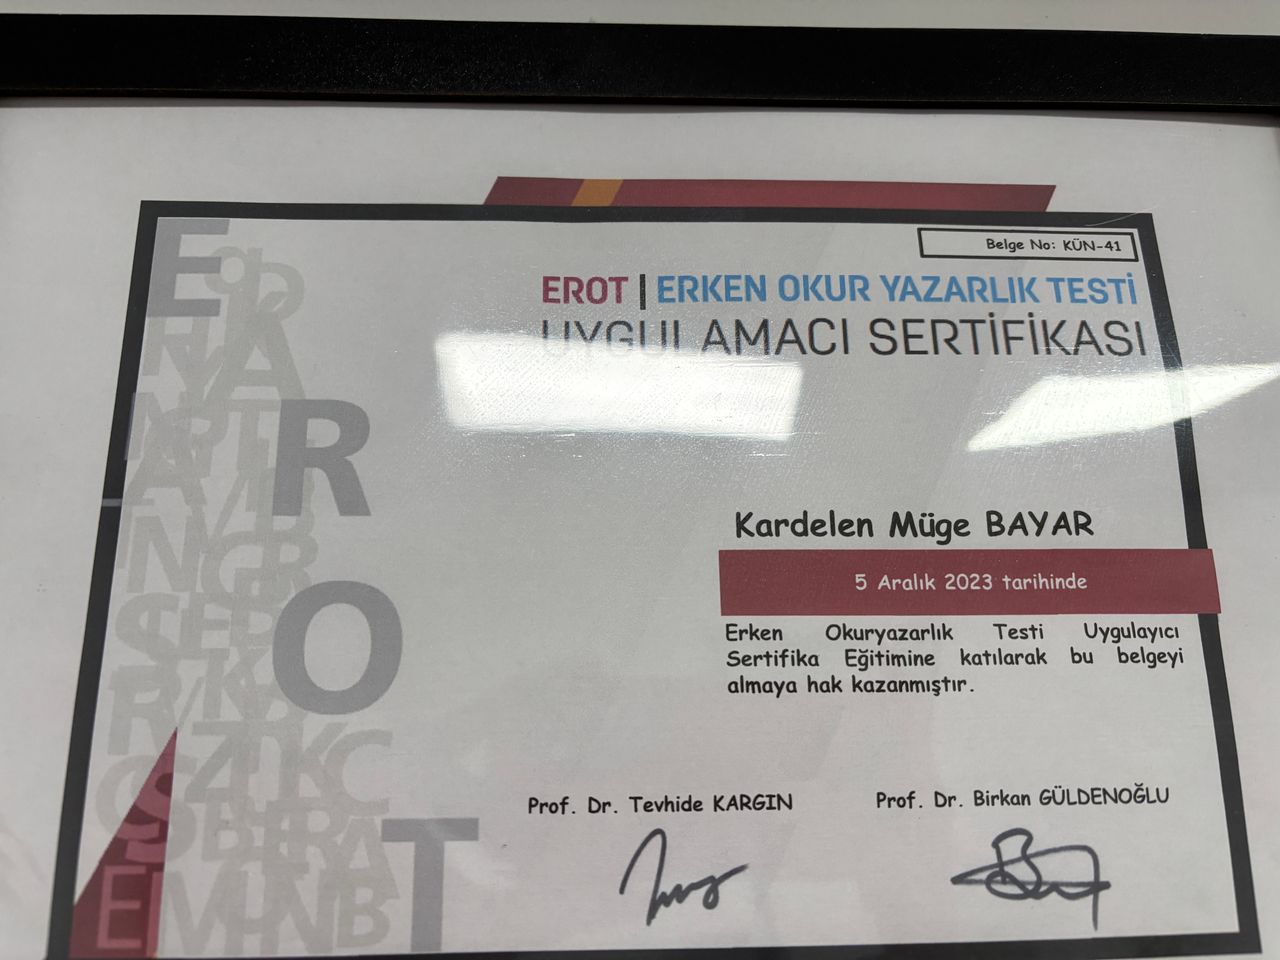 Belge No: KÜN-41
EROT | ERKEN OKUR YAZARLIK TESTİ
UYGULAMACI SERTİFİKASI
E
R
O
T
Kardelen Müge BAYAR
5 Aralık 2023 tarihinde
Erken Okuryazarlık Testi Uygulayıcı
Sertifika Eğitimine katılarak bu belgeyi
almaya hak kazanmıştır.
Prof. Dr. Tevhide KARGIN
Prof. Dr. Birkan GÜLDENOĞLU